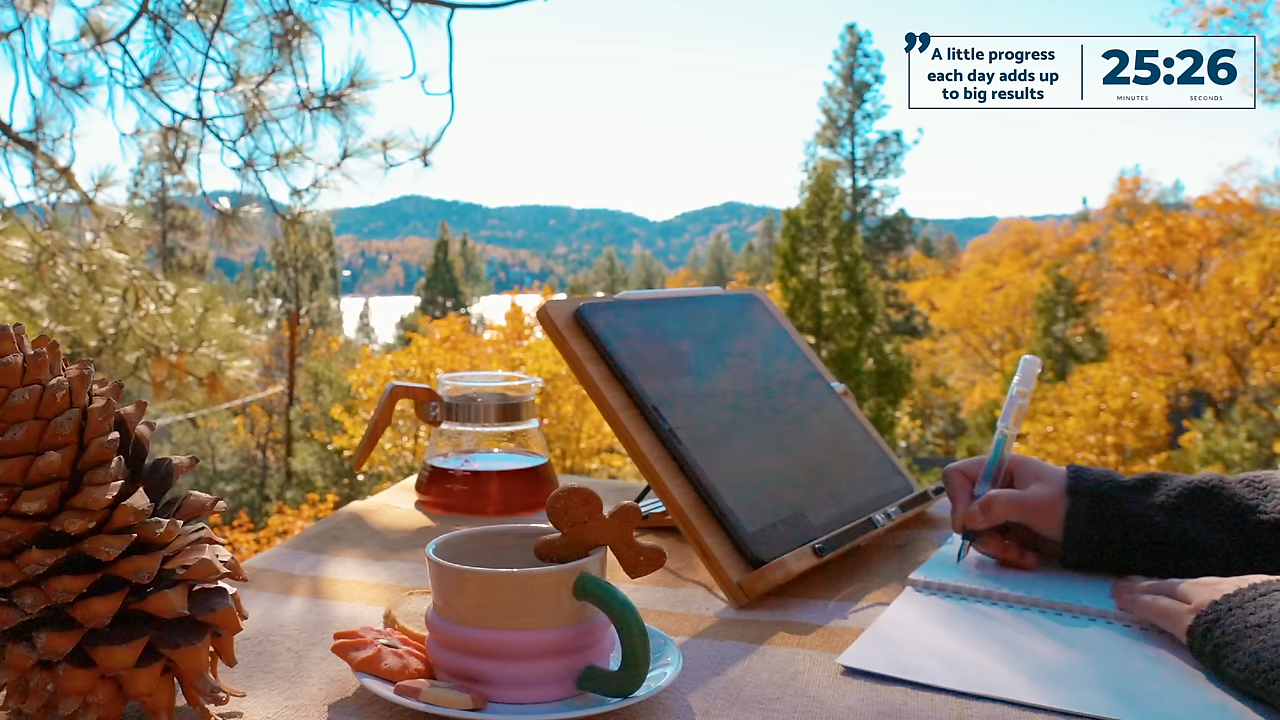 ”
A little progress
each day adds up
to big results
25:26
MINUTES SECONDS